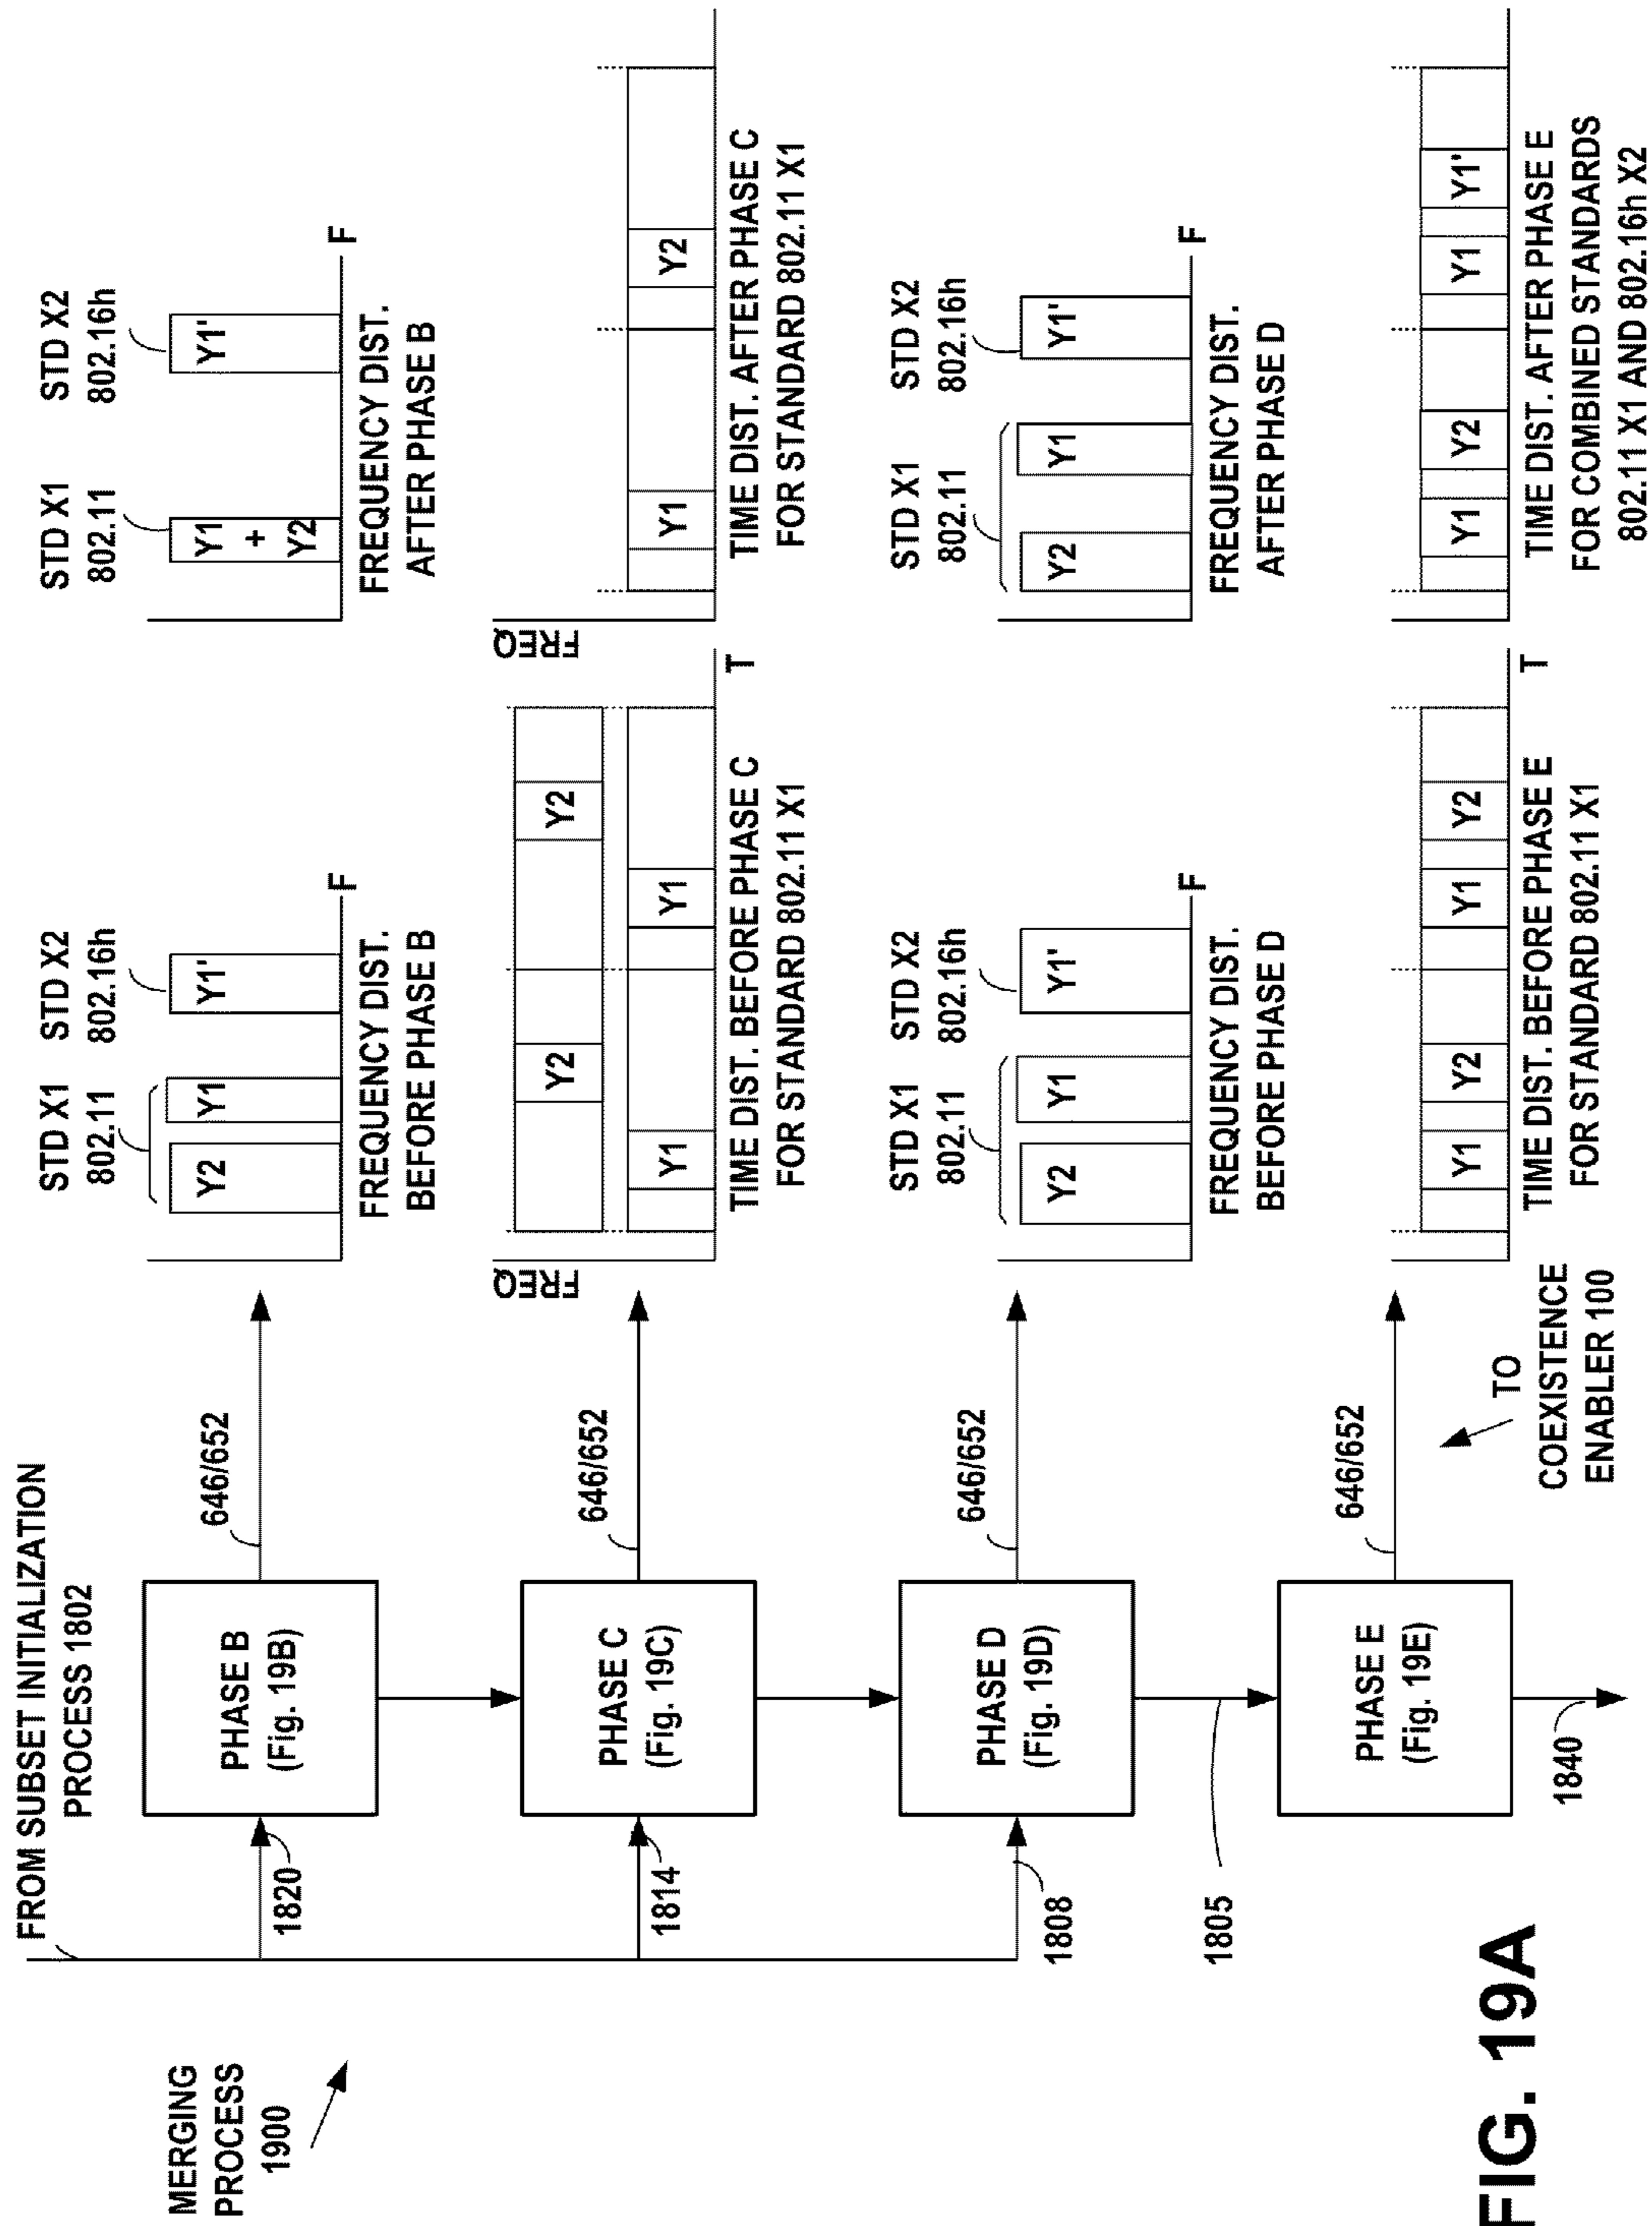 MERGING
PROCESS
1900
FROM SUBSET INITIALIZATION
PROCESS 1802
1820
PHASE B
(Fig. 19B)
646/652
STD X1
802.11
STD X2
802.16h
Y2
Y1
Y1'
F
FREQUENCY DIST.
BEFORE PHASE B
STD X1
802.11
STD X2
802.16h
Y1
+
Y2
Y1'
F
FREQUENCY DIST.
AFTER PHASE B
1814
PHASE C
(Fig. 19C)
646/652
FREQ
Y2
Y2
Y1
Y1
T
TIME DIST. BEFORE PHASE C
FOR STANDARD 802.11 X1
FREQ
Y1
Y2
TIME DIST. AFTER PHASE C
FOR STANDARD 802.11 X1
1808
PHASE D
(Fig. 19D)
646/652
STD X1
802.11
STD X2
802.16h
Y2
Y1
Y1'
F
FREQUENCY DIST.
BEFORE PHASE D
STD X1
802.11
STD X2
802.16h
Y2
Y1
Y1'
F
FREQUENCY DIST.
AFTER PHASE D
1805
PHASE E
(Fig. 19E)
646/652
1840
TO
COEXISTENCE
ENABLER 100
Y1
Y2
Y1
Y2
T
TIME DIST. BEFORE PHASE E
FOR STANDARD 802.11 X1
Y1
Y2
Y1
Y1'
TIME DIST. AFTER PHASE E
FOR COMBINED STANDARDS
802.11 X1 AND 802.16h X2
FIG. 19A